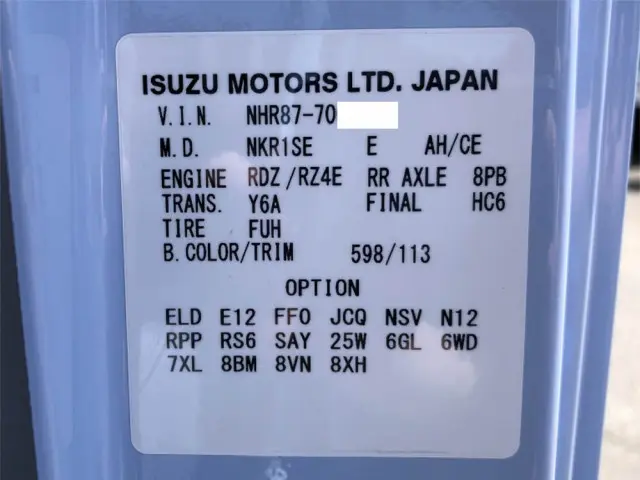 ISUZU MOTORS LTD. JAPAN
V.I.N. NHR87-70
M.D. NKR1SE E AH/CE
ENGINE RDZ/RZ4E RR AXLE 8PB
TRANS. Y6A FINAL HC6
TIRE FUH
B.COLOR/TRIM 598/113
OPTION
ELD E12 FF0 JCQ NSV N12
RPP RS6 SAY 25W 6GL 6WD
7XL 8BM 8VN 8XH